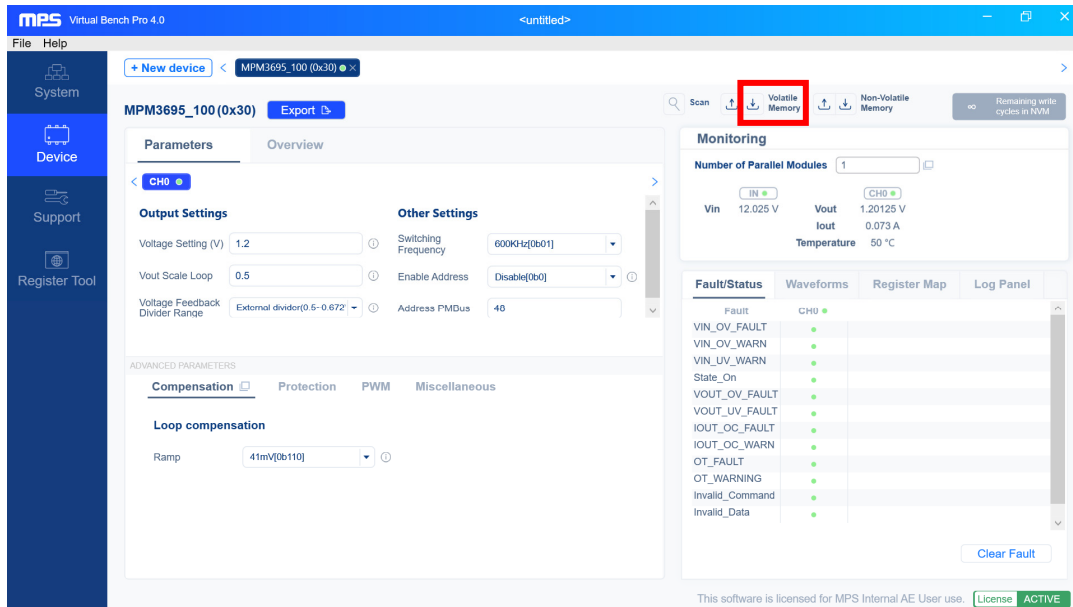 MPS Virtual Bench Pro 4.0 <untitled>
File Help
System
Device
Support
Register Tool
+ New device
MPM3695_100 (0x30)
MPM3695_100(0x30) Export
Scan
Volatile
Memory
Non-Volatile
Memory
∞ Remaining write
cycles in NVM
Parameters Overview
CH0
Output Settings
Voltage Setting (V) 1.2
Vout Scale Loop 0.5
Voltage Feedback
Divider Range
External divider(0.5~0.672'
Other Settings
Switching
Frequency
600KHz[0b01]
Enable Address Disable[0b0]
Address PMBus 48
ADVANCED PARAMETERS
Compensation Protection PWM Miscellaneous
Loop compensation
Ramp 41mV[0b110]
Monitoring
Number of Parallel Modules 1
IN CH0
Vin 12.025 V Vout 1.20125 V
Iout 0.073 A
Temperature 50 °C
Fault/Status Waveforms Register Map Log Panel
Fault CH0
VIN_OV_FAULT
VIN_OV_WARN
VIN_UV_WARN
State_On
VOUT_OV_FAULT
VOUT_UV_FAULT
IOUT_OC_FAULT
IOUT_OC_WARN
OT_FAULT
OT_WARNING
Invalid_Command
Invalid_Data
Clear Fault
This software is licensed for MPS Internal AE User use. License ACTIVE